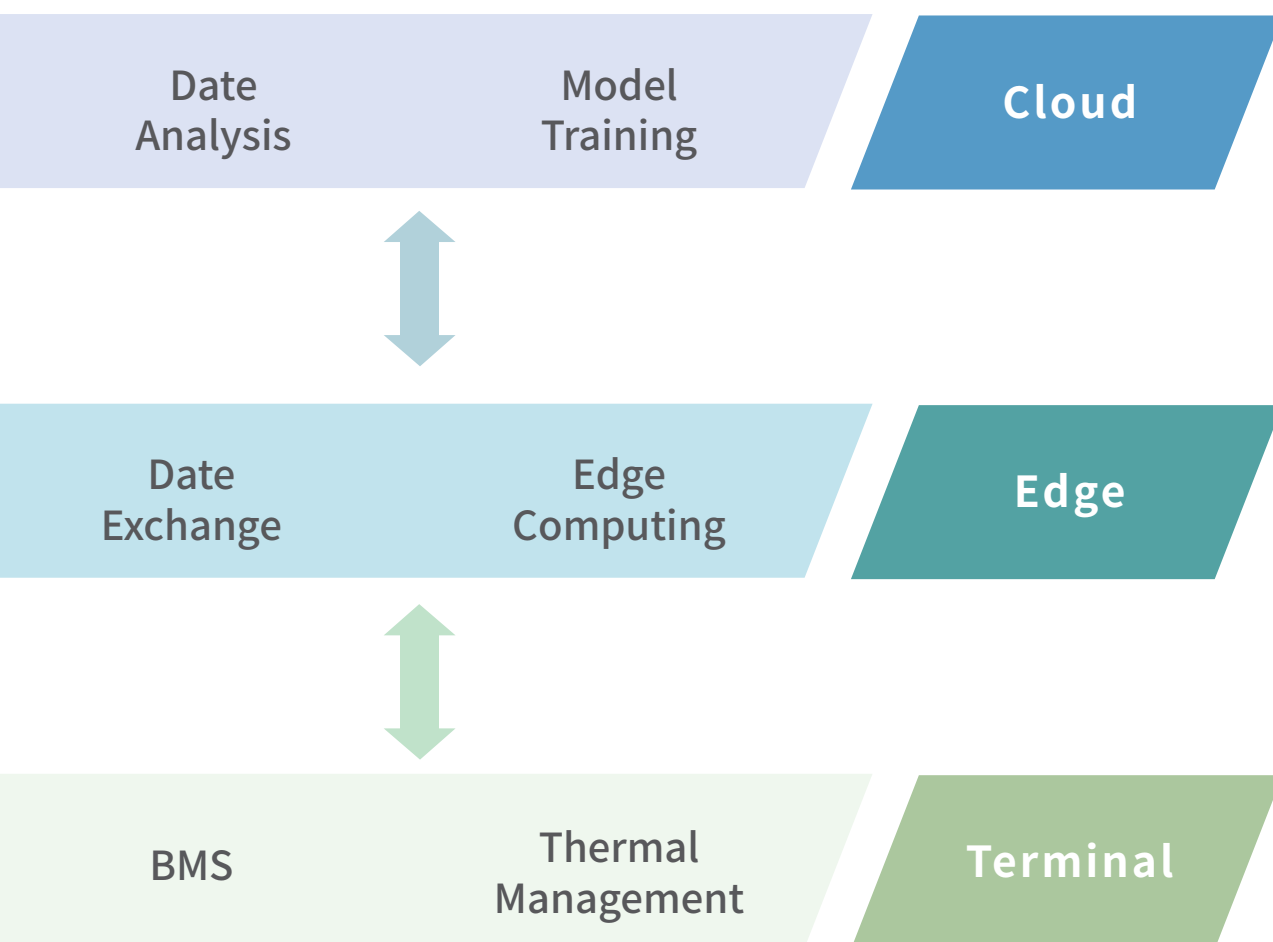 Date
Analysis
Model
Training
Cloud
Date
Exchange
Edge
Computing
Edge
BMS
Thermal
Management
Terminal